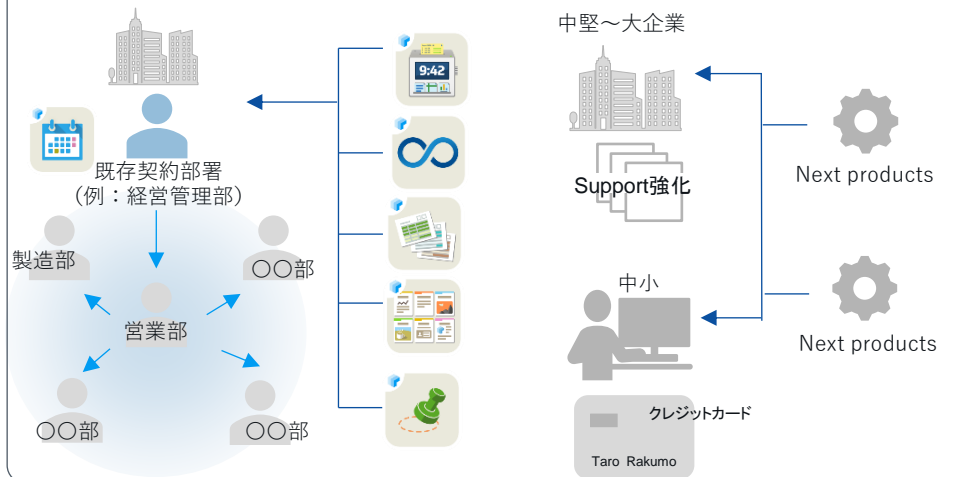 9:42
既存契約部署
（例：経営管理部）
製造部
〇〇部
営業部
〇〇部
〇〇部
中堅～大企業
Support強化
Next products
中小
Next products
クレジットカード
Taro Rakumo